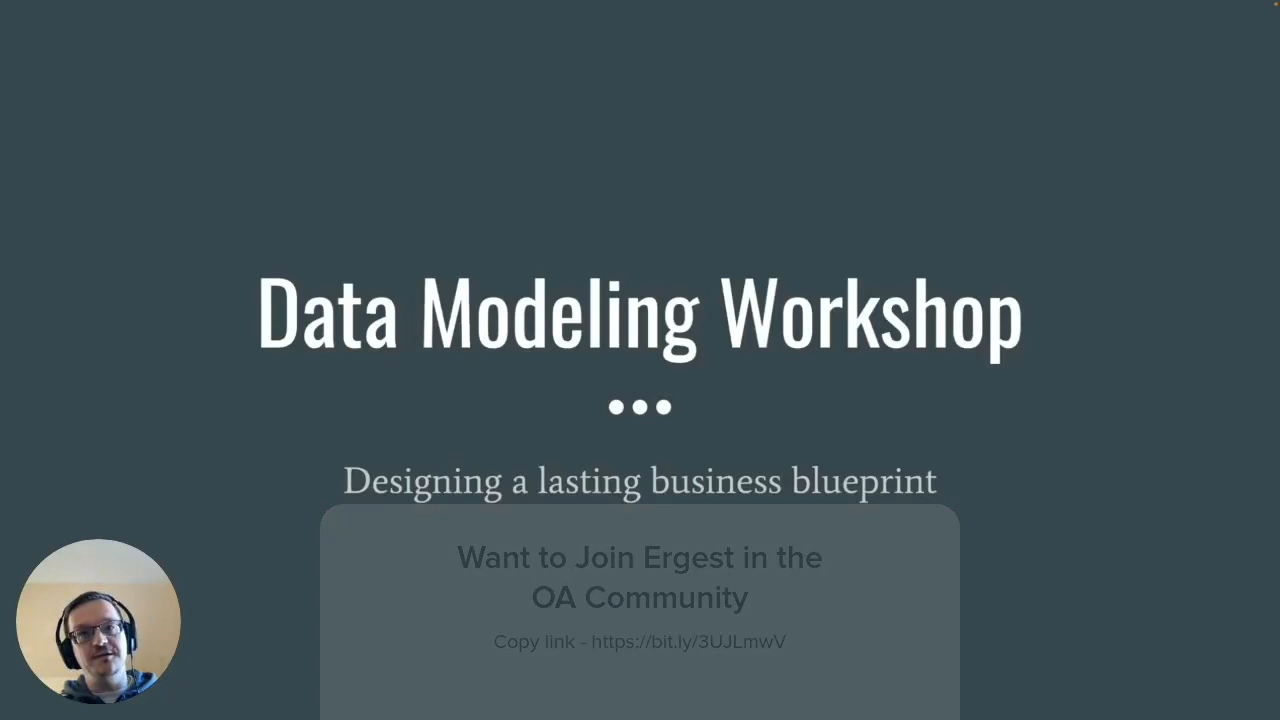 Data Modeling Workshop
Designing a lasting business blueprint
Want to Join Ergest in the
OA Community
Copy link - https://bit.ly/3UJLmwV